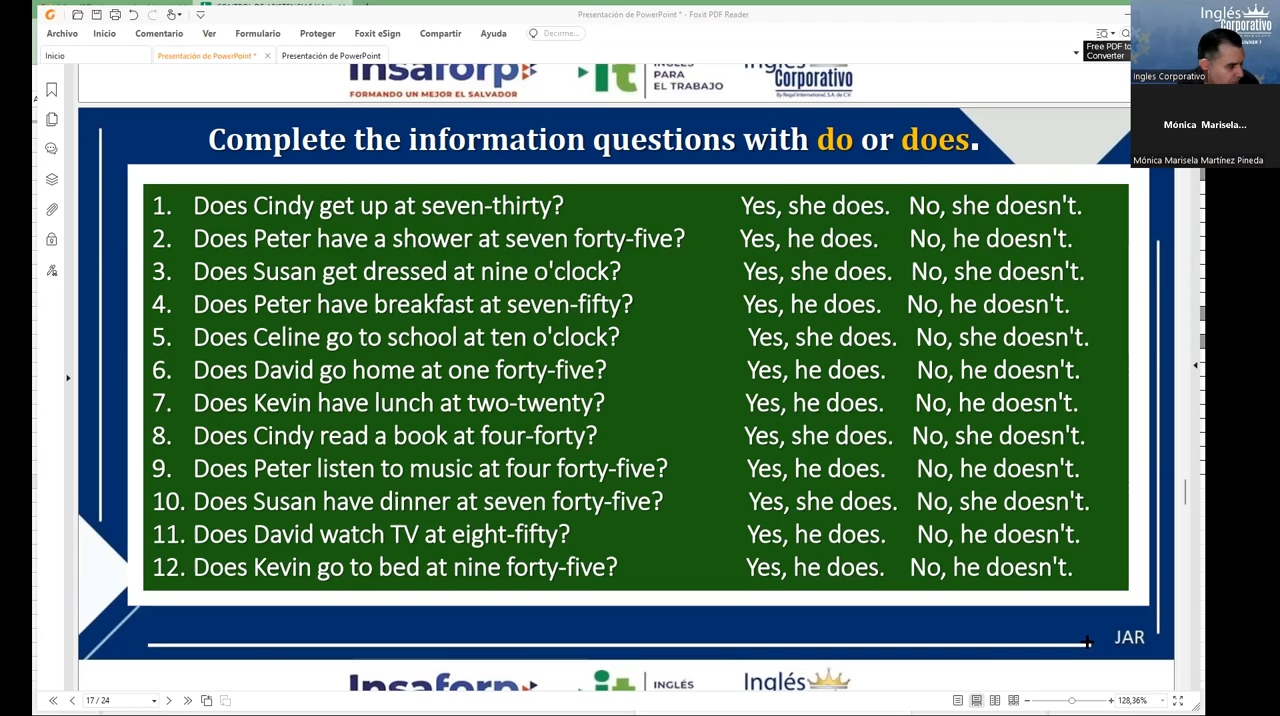 Presentación de PowerPoint * - Foxit PDF Reader
Archivo Inicio Comentario Ver Formulario Proteger Foxit eSign Compartir Ayuda Decirme...
Free PDF to
Converter
Inicio Presentación de PowerPoint * Presentación de PowerPoint
Insaforp
FORMANDO UN MEJOR EL SALVADOR
it
INGLÉS
PARA
EL TRABAJO
Inglés
Corporativo
By Regul International, S.A. de C.V.
Inglés
Corporativo
Ingles Corporativo
Mónica Marisela...
Mónica Marisela Martínez Pineda
Complete the information questions with do or does.
1. Does Cindy get up at seven-thirty? Yes, she does. No, she doesn't.
2. Does Peter have a shower at seven forty-five? Yes, he does. No, he doesn't.
3. Does Susan get dressed at nine o'clock? Yes, she does. No, she doesn't.
4. Does Peter have breakfast at seven-fifty? Yes, he does. No, he doesn't.
5. Does Celine go to school at ten o'clock? Yes, she does. No, she doesn't.
6. Does David go home at one forty-five? Yes, he does. No, he doesn't.
7. Does Kevin have lunch at two-twenty? Yes, he does. No, he doesn't.
8. Does Cindy read a book at four-forty? Yes, she does. No, she doesn't.
9. Does Peter listen to music at four forty-five? Yes, he does. No, he doesn't.
10. Does Susan have dinner at seven forty-five? Yes, she does. No, she doesn't.
11. Does David watch TV at eight-fifty? Yes, he does. No, he doesn't.
12. Does Kevin go to bed at nine forty-five? Yes, he does. No, he doesn't.
JAR
Insaforp
it
INGLÉS
Inglés
17 / 24
128,36%